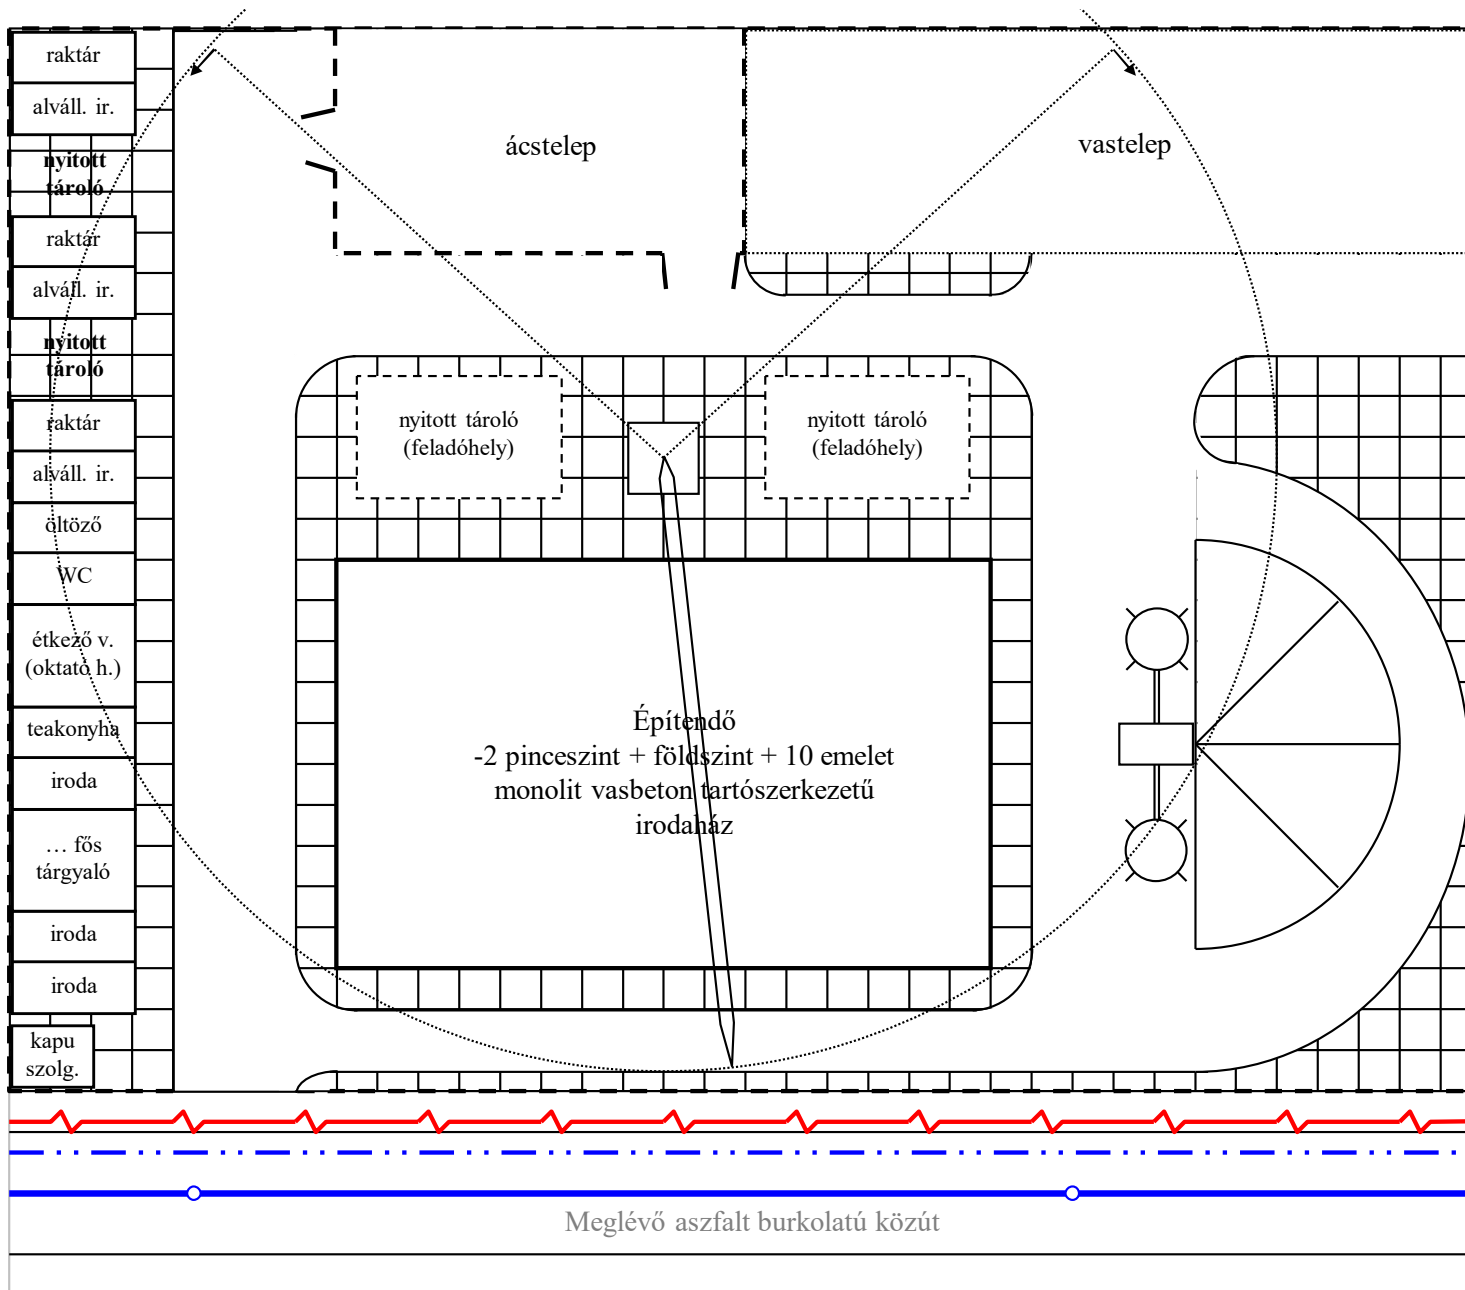 raktár
alváll. ir.
nyitott
tároló
raktár
alváll. ir.
nyitott
tároló
raktár
alváll. ir.
öltöző
WC
étkező v.
(oktató h.)
teakonyha
iroda
… fős
tárgyaló
iroda
iroda
kapu
szolg.
ácstelep
vastelep
nyitott tároló
(feladóhely)
nyitott tároló
(feladóhely)
Építendő
-2 pinceszint + földszint + 10 emelet
monolit vasbeton tartószerkezetű
irodaház
Meglévő aszfalt burkolatú közút